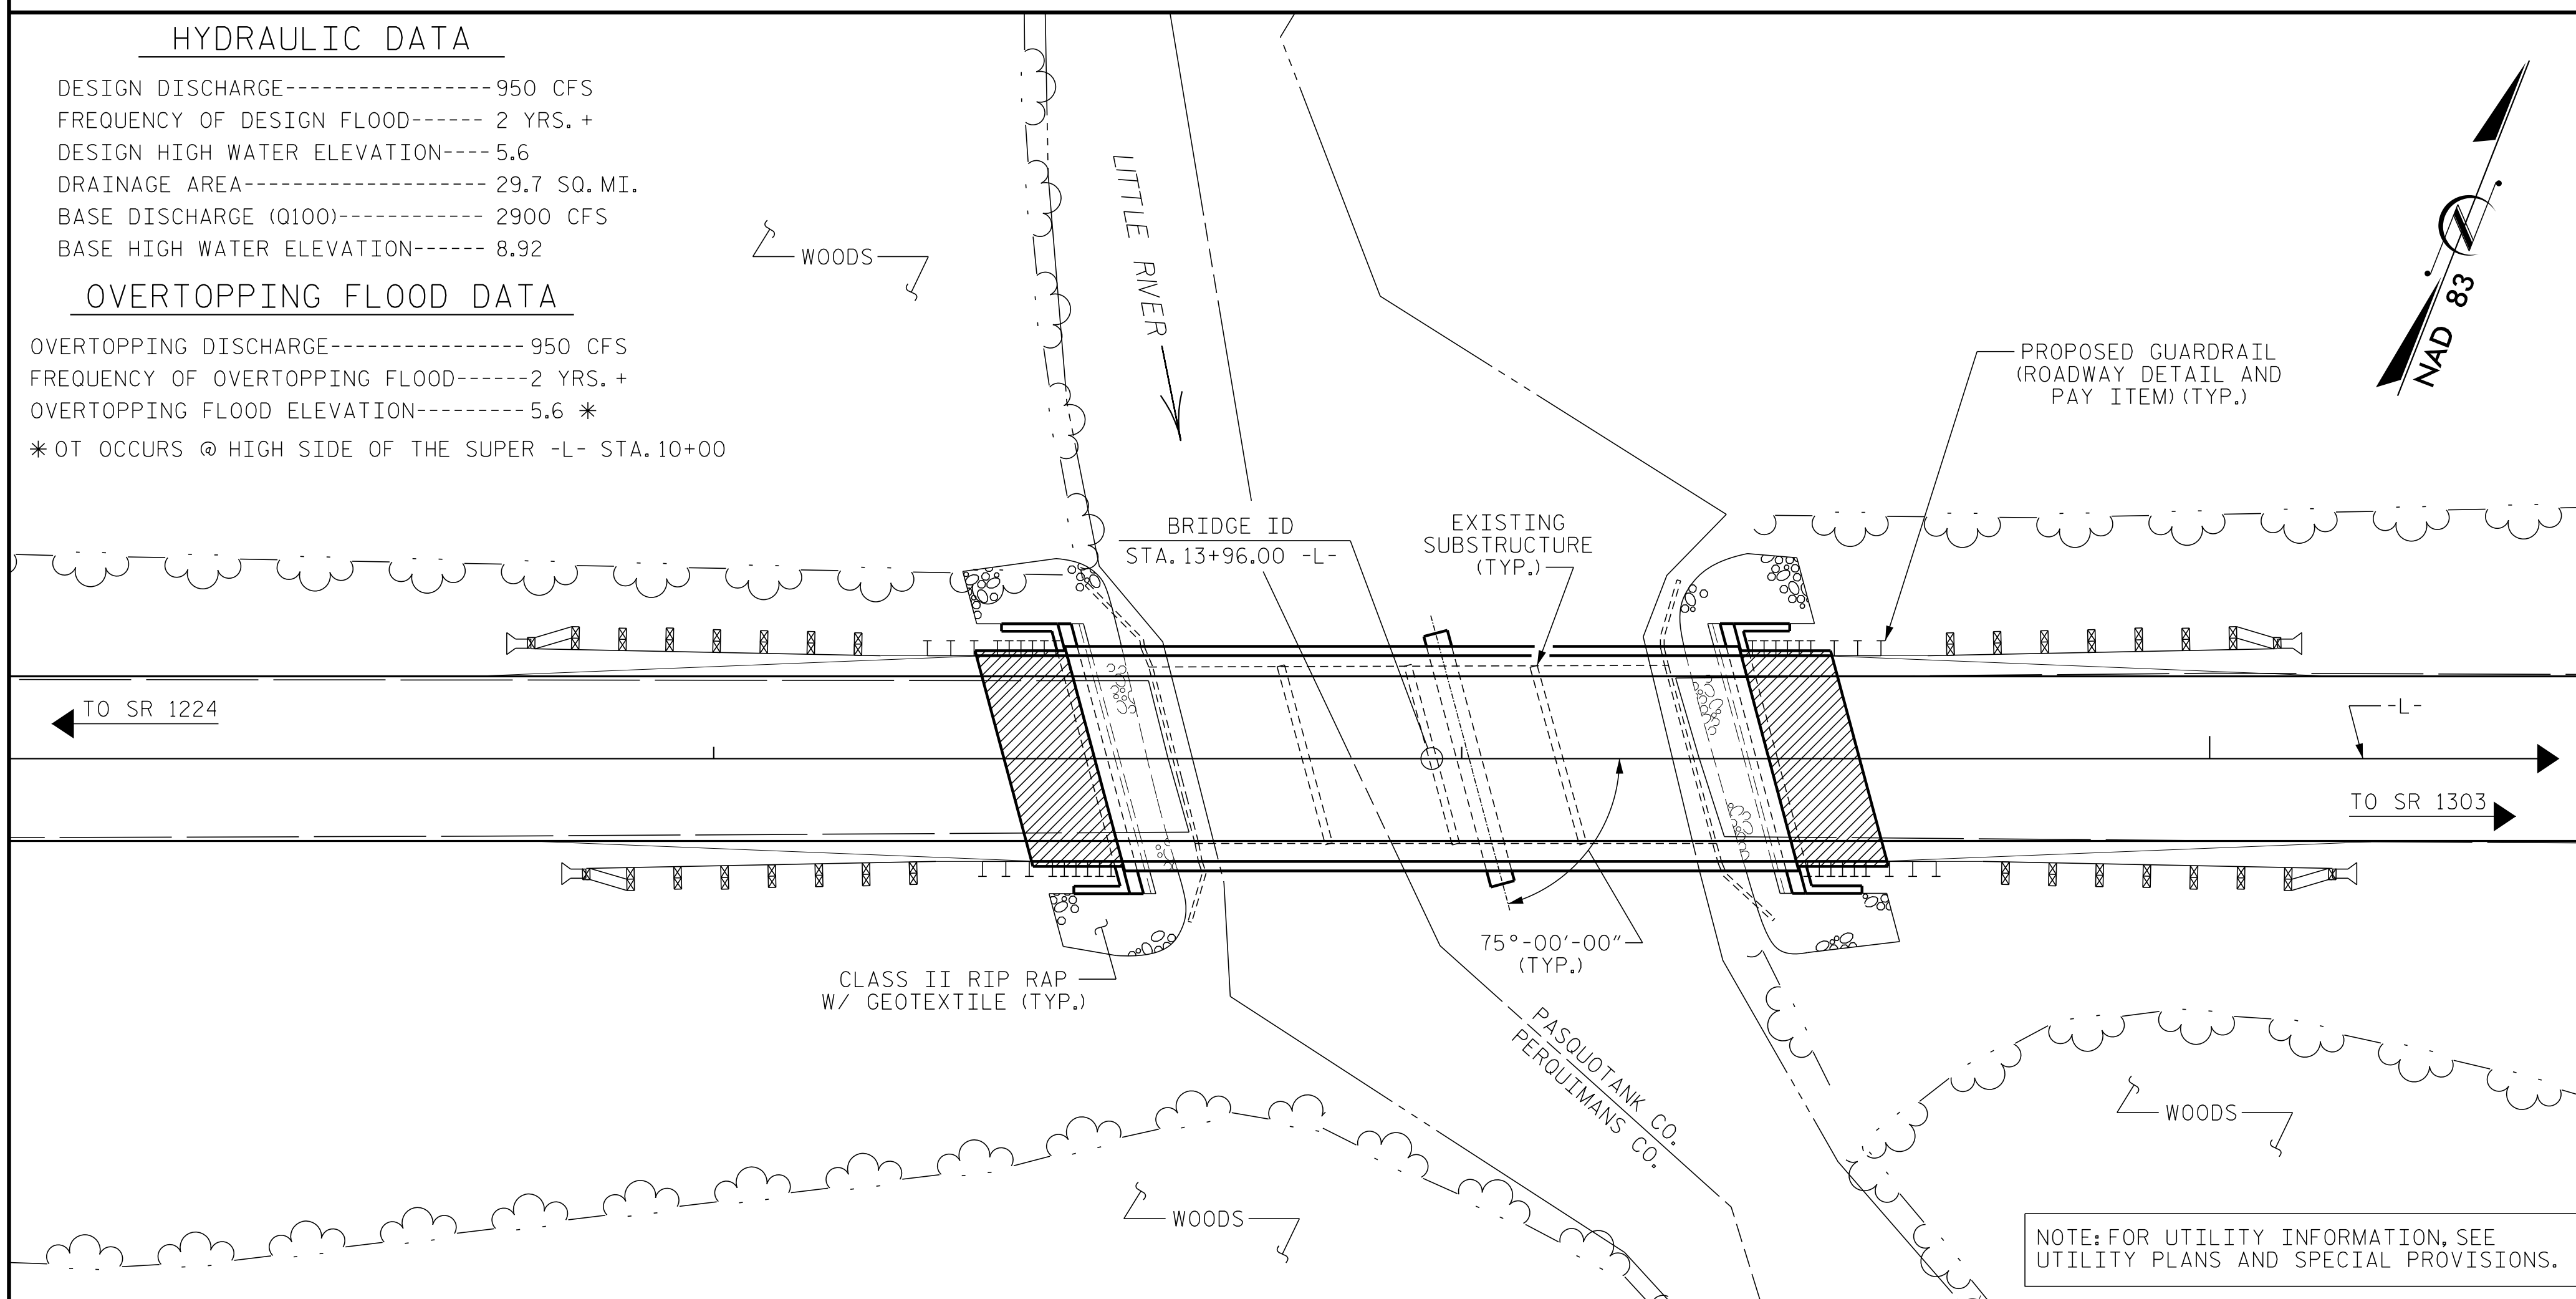 HYDRAULIC DATA
DESIGN DISCHARGE-----------------950 CFS
FREQUENCY OF DESIGN FLOOD------ 2 YRS.+
DESIGN HIGH WATER ELEVATION----5.6
DRAINAGE AREA-------------------- 29.7 SQ.MI.
BASE DISCHARGE (Q100)------------ 2900 CFS
BASE HIGH WATER ELEVATION------ 8.92
OVERTOPPING FLOOD DATA
OVERTOPPING DISCHARGE----------------950 CFS
FREQUENCY OF OVERTOPPING FLOOD------2 YRS.+
OVERTOPPING FLOOD ELEVATION---------5.6 *
* OT OCCURS @ HIGH SIDE OF THE SUPER -L- STA.10+00
WOODS
LITTLE RIVER
N
NAD 83
PROPOSED GUARDRAIL
(ROADWAY DETAIL AND
PAY ITEM)(TYP.)
BRIDGE ID
STA.13+96.00 -L-
EXISTING
SUBSTRUCTURE
(TYP.)
TO SR 1224
-L-
TO SR 1303
75°-00'-00"
(TYP.)
CLASS II RIP RAP
W/ GEOTEXTILE (TYP.)
PASQUOTANK CO.
PERQUIMANS CO.
WOODS
WOODS
NOTE: FOR UTILITY INFORMATION, SEE
UTILITY PLANS AND SPECIAL PROVISIONS.